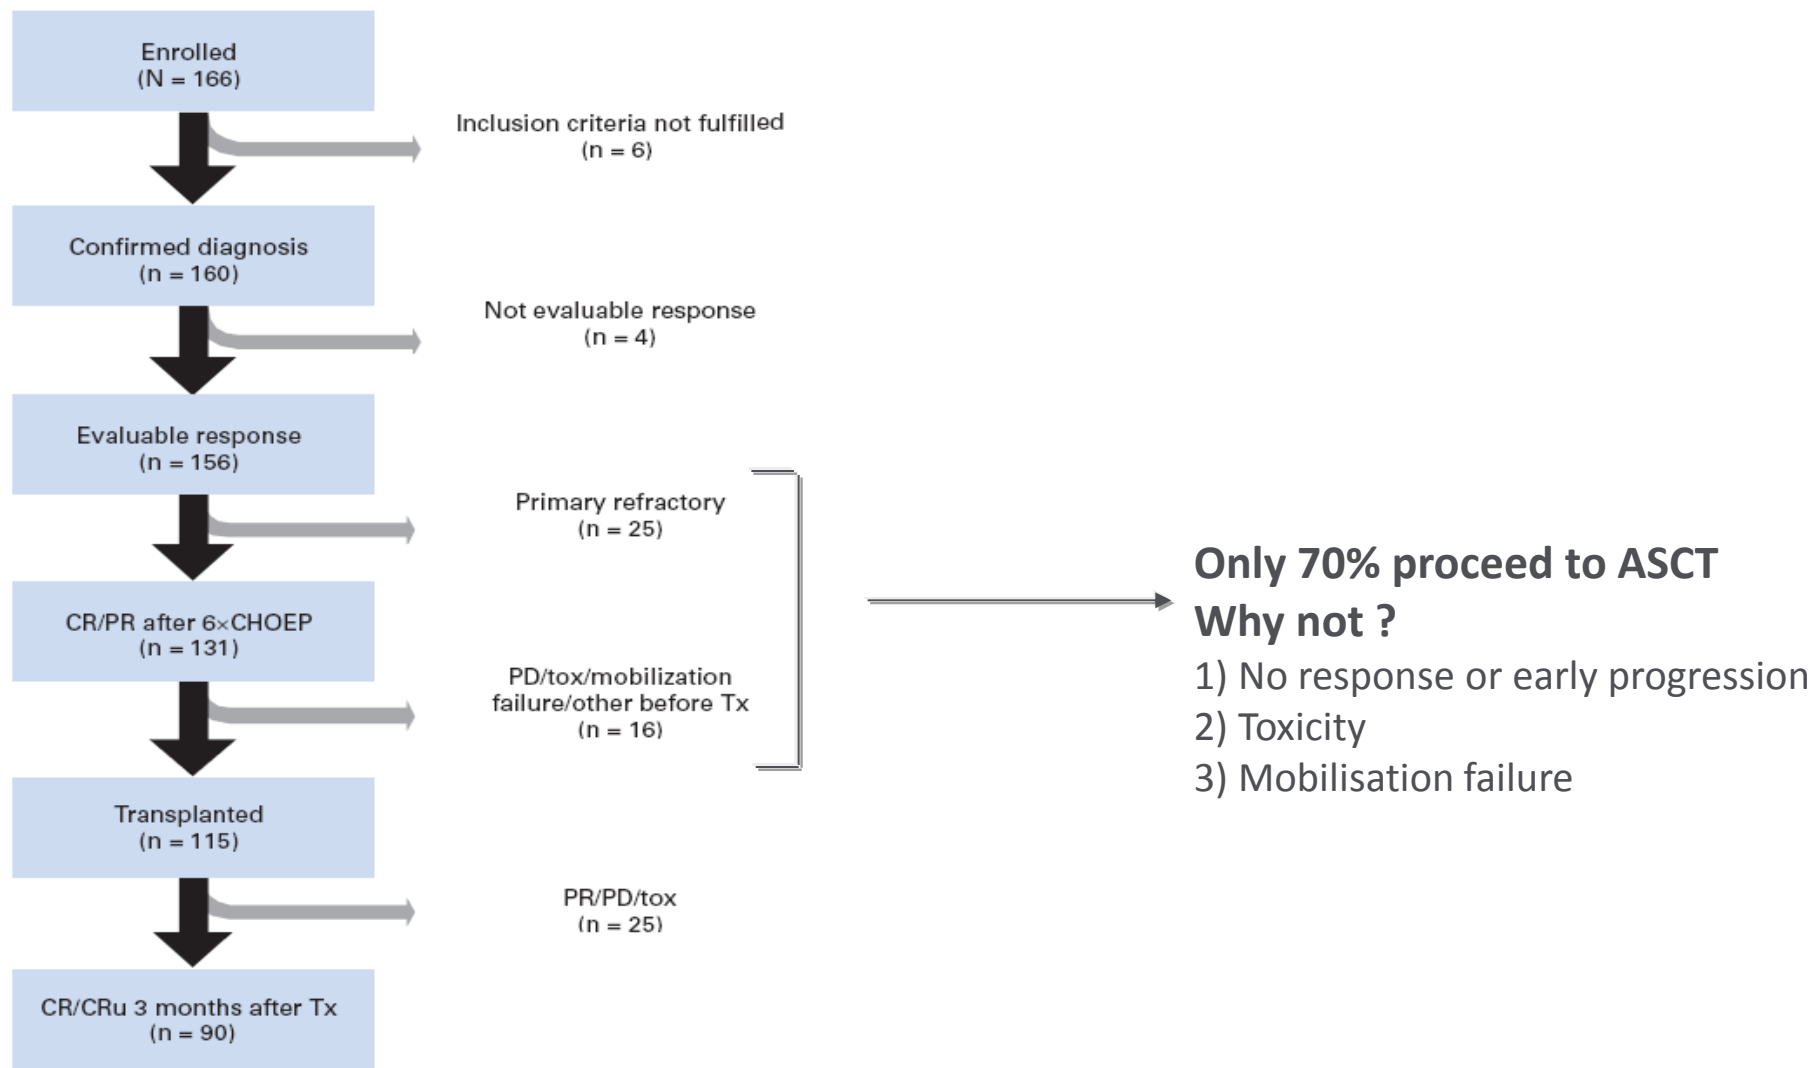 Enrolled
(N = 166)
Inclusion criteria not fulfilled
(n = 6)
Confirmed diagnosis
(n = 160)
Not evaluable response
(n = 4)
Evaluable response
(n = 156)
Primary refractory
(n = 25)
CR/PR after 6×CHOEP
(n = 131)
PD/tox/mobilization
failure/other before Tx
(n = 16)
Transplanted
(n = 115)
PR/PD/tox
(n = 25)
CR/CRu 3 months after Tx
(n = 90)
Only 70% proceed to ASCT
Why not ?
1) No response or early progression
2) Toxicity
3) Mobilisation failure